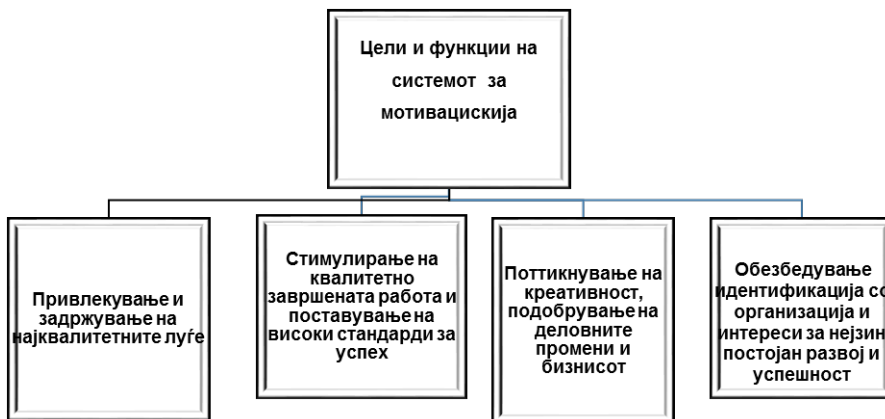 Цели и функции на
системот за
мотивацискија
Привлекување и
задржување на
најквалитетните луѓе
Стимулирање на
квалитетно
завршената работа и
поставување на
високи стандарди за
успех
Поттикнување на
креативност,
подобрување на
деловните
промени и
бизнисот
Обезбедување
идентификација со
организација и
интереси за нејзин
постојан развој и
успешност